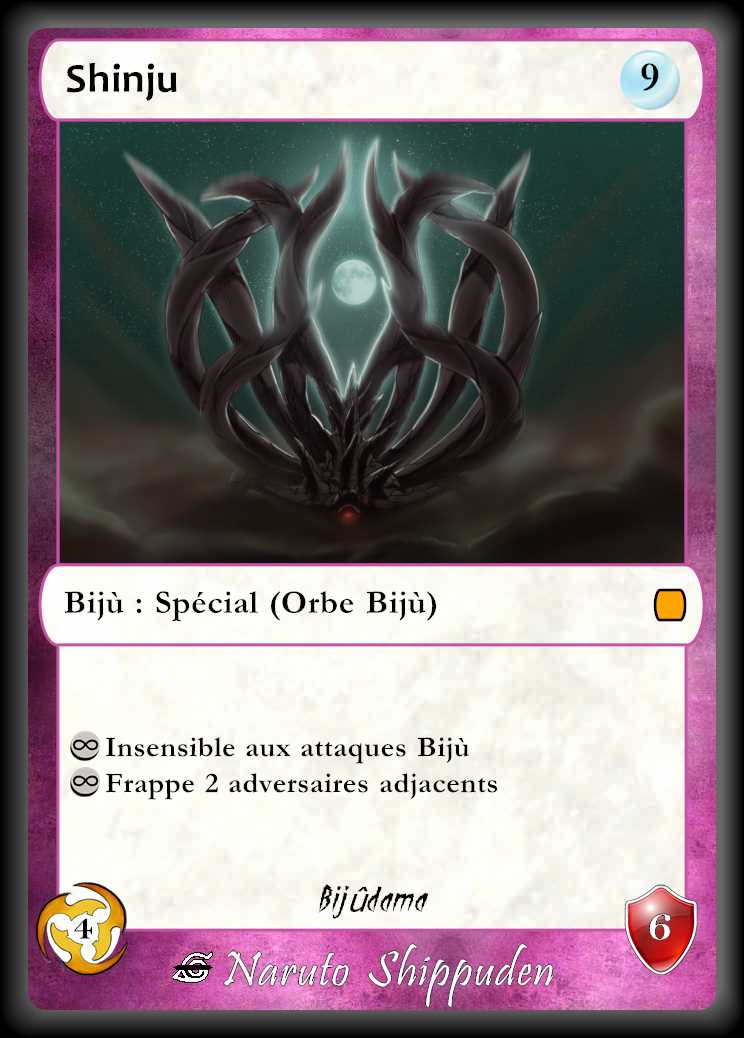 Shinju
9
Bijù : Spécial (Orbe Bijù)
∞ Insensible aux attaques Bijù
∞ Frappe 2 adversaires adjacents
Bijûdama
4
6
Naruto Shippuden